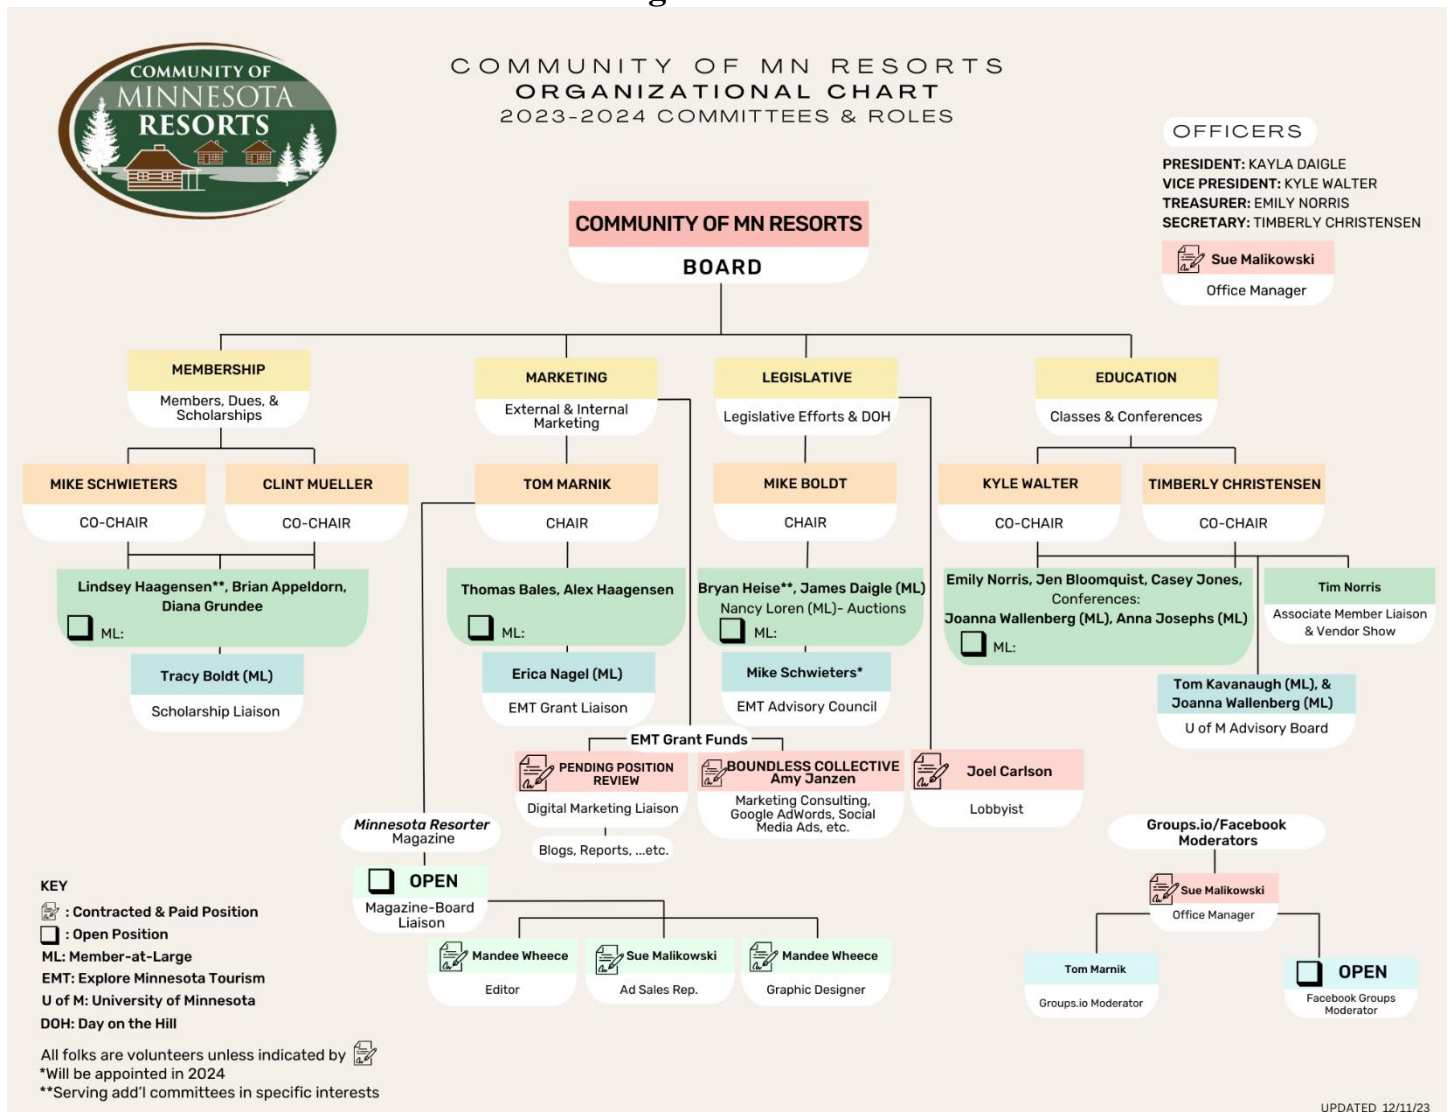 COMMUNITY OF
MINNESOTA
RESORTS
COMMUNITY OF MN RESORTS
ORGANIZATIONAL CHART
2023-2024 COMMITTEES & ROLES
OFFICERS
PRESIDENT: KAYLA DAIGLE
VICE PRESIDENT: KYLE WALTER
TREASURER: EMILY NORRIS
SECRETARY: TIMBERLY CHRISTENSEN
Sue Malikowski
Office Manager
COMMUNITY OF MN RESORTS
BOARD
MEMBERSHIP
Members, Dues, &
Scholarships
MIKE SCHWIETERS
CO-CHAIR
CLINT MUELLER
CO-CHAIR
Lindsey Haagensen**, Brian Appeldorn,
Diana Grundee
ML:
Tracy Boldt (ML)
Scholarship Liaison
MARKETING
External & Internal
Marketing
TOM MARNIK
CHAIR
Thomas Bales, Alex Haagensen
ML:
Erica Nagel (ML)
EMT Grant Liaison
EMT Grant Funds
PENDING POSITION
REVIEW
Digital Marketing Liaison
Blogs, Reports, ...etc.
BOUNDLESS COLLECTIVE
Amy Janzen
Marketing Consulting,
Google AdWords, Social
Media Ads, etc.
Minnesota Resorter
Magazine
OPEN
Magazine-Board
Liaison
Mandee Wheece
Editor
Sue Malikowski
Ad Sales Rep.
Mandee Wheece
Graphic Designer
LEGISLATIVE
Legislative Efforts & DOH
MIKE BOLDT
CHAIR
Bryan Heise**, James Daigle (ML)
Nancy Loren (ML)- Auctions
ML:
Mike Schwieters*
EMT Advisory Council
Joel Carlson
Lobbyist
EDUCATION
Classes & Conferences
KYLE WALTER
CO-CHAIR
TIMBERLY CHRISTENSEN
CO-CHAIR
Emily Norris, Jen Bloomquist, Casey Jones,
Conferences:
Joanna Wallenberg (ML), Anna Josephs (ML)
ML:
Tim Norris
Associate Member Liaison
& Vendor Show
Tom Kavanaugh (ML), &
Joanna Wallenberg (ML)
U of M Advisory Board
Groups.io/Facebook
Moderators
Sue Malikowski
Office Manager
Tom Marnik
Groups.io Moderator
OPEN
Facebook Groups
Moderator
KEY
: Contracted & Paid Position
: Open Position
ML: Member-at-Large
EMT: Explore Minnesota Tourism
U of M: University of Minnesota
DOH: Day on the Hill
All folks are volunteers unless indicated by
*Will be appointed in 2024
**Serving add'l committees in specific interests
UPDATED 12/11/23